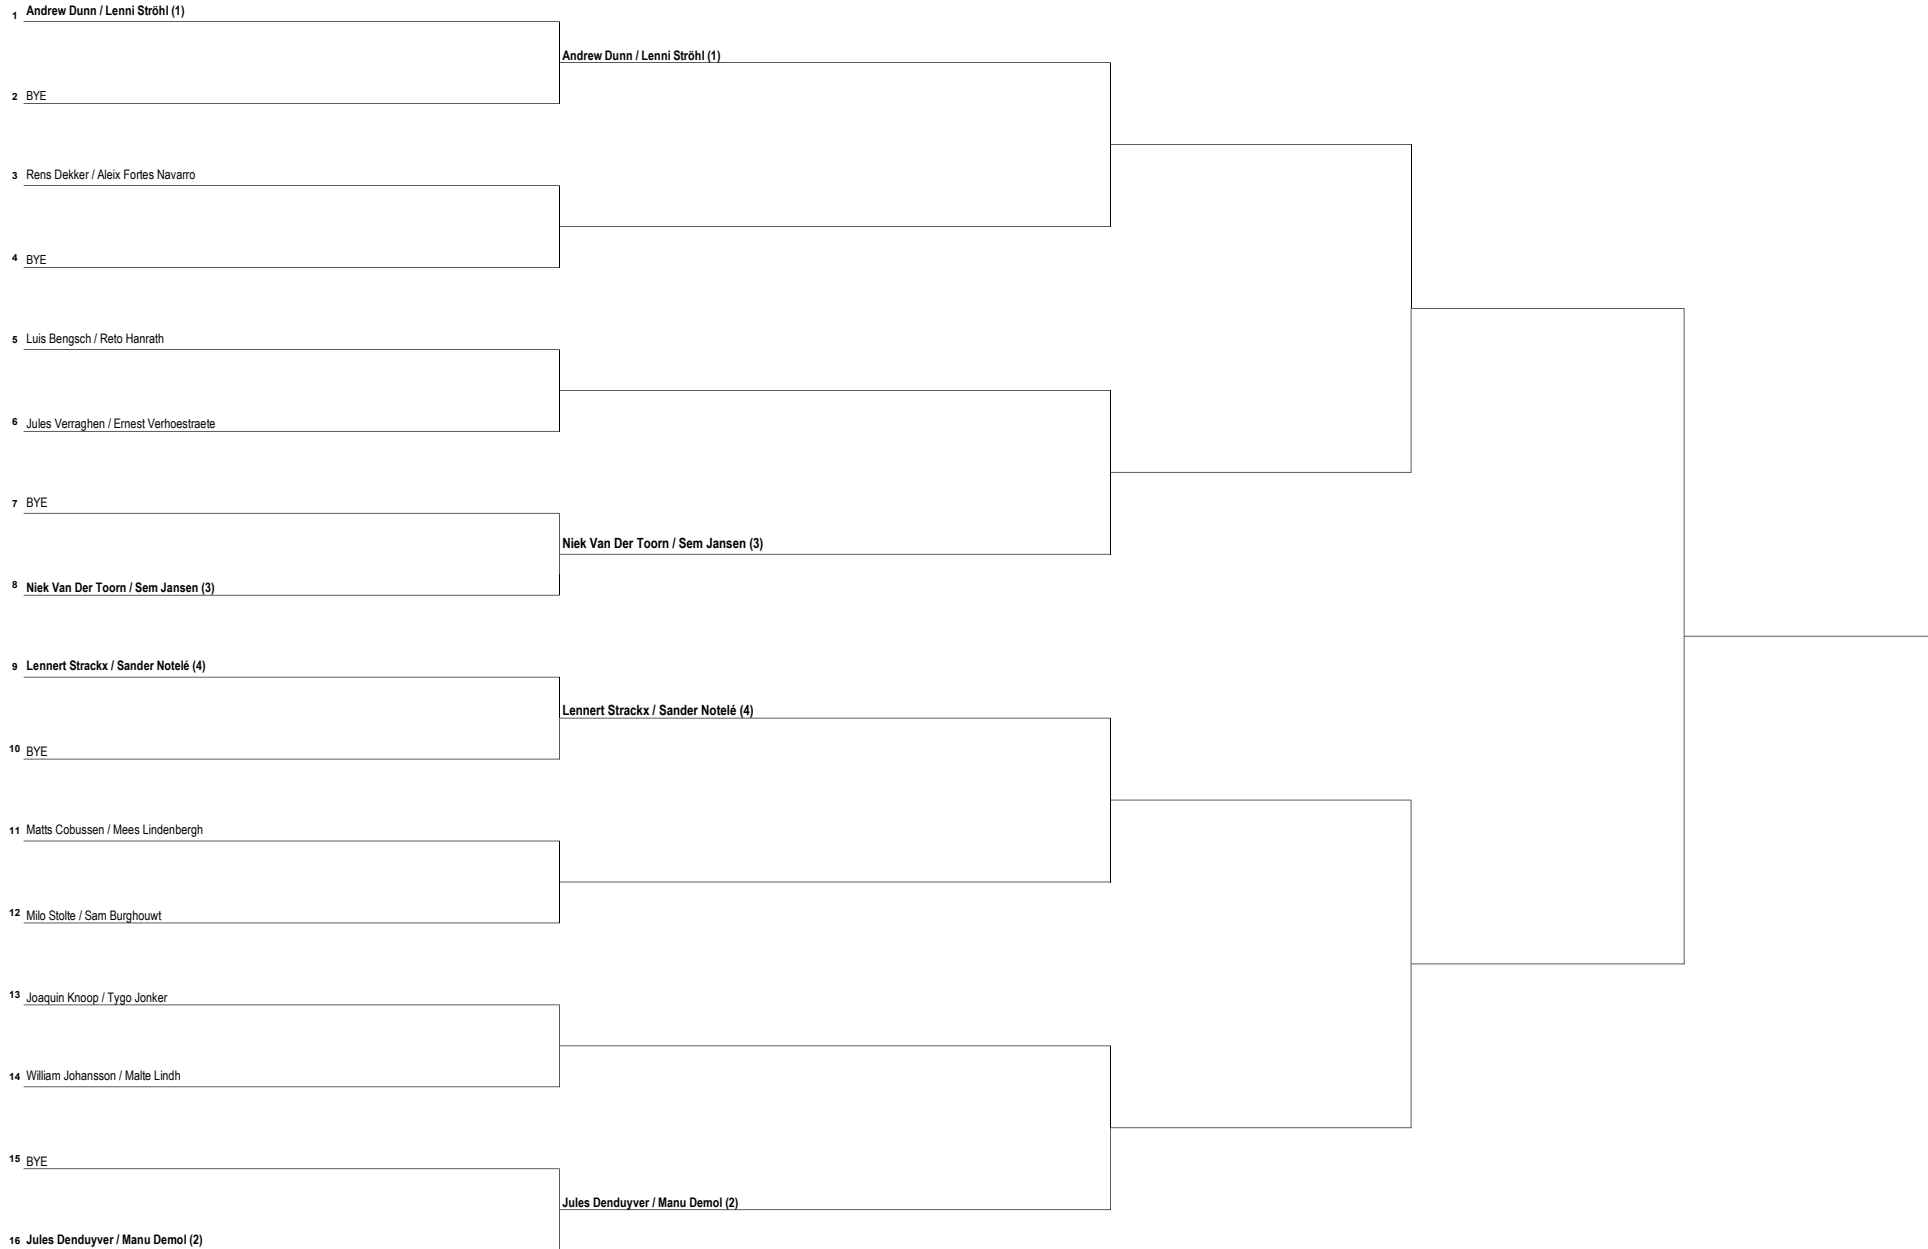 1 Andrew Dunn / Lenni Ströhl (1)
Andrew Dunn / Lenni Ströhl (1)
2 BYE
3 Rens Dekker / Aleix Fortes Navarro
4 BYE
5 Luis Bengsch / Reto Hanrath
6 Jules Verraghen / Ernest Verhoestraete
7 BYE
Niek Van Der Toorn / Sem Jansen (3)
8 Niek Van Der Toorn / Sem Jansen (3)
9 Lennert Strackx / Sander Notelé (4)
Lennert Strackx / Sander Notelé (4)
10 BYE
11 Matts Cobussen / Mees Lindenbergh
12 Milo Stolte / Sam Burghouwt
13 Joaquin Knoop / Tygo Jonker
14 William Johansson / Malte Lindh
15 BYE
Jules Denduyver / Manu Demol (2)
16 Jules Denduyver / Manu Demol (2)